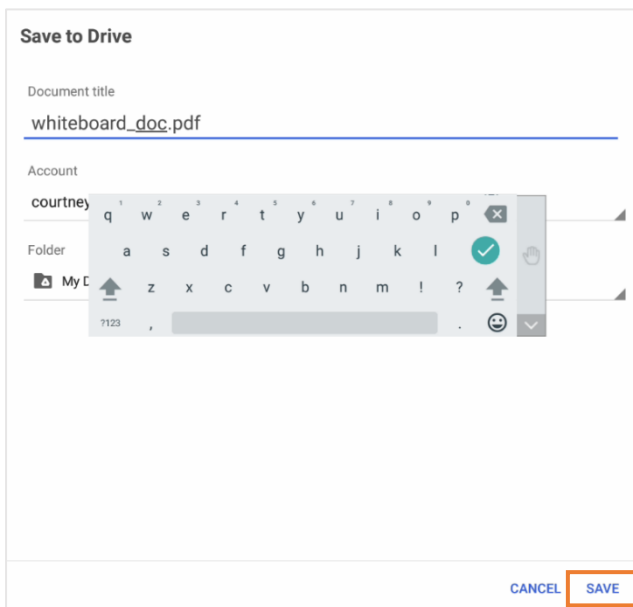 Save to Drive
Document title
whiteboard_doc.pdf
Account
courtney
q 1 w 2 e 3 r 4 t 5 y 6 u 7 i 8 o 9 p 0
Folder
a s d f g h j k l
My D
z x c v b n m ! ?
?123 , .
CANCEL SAVE